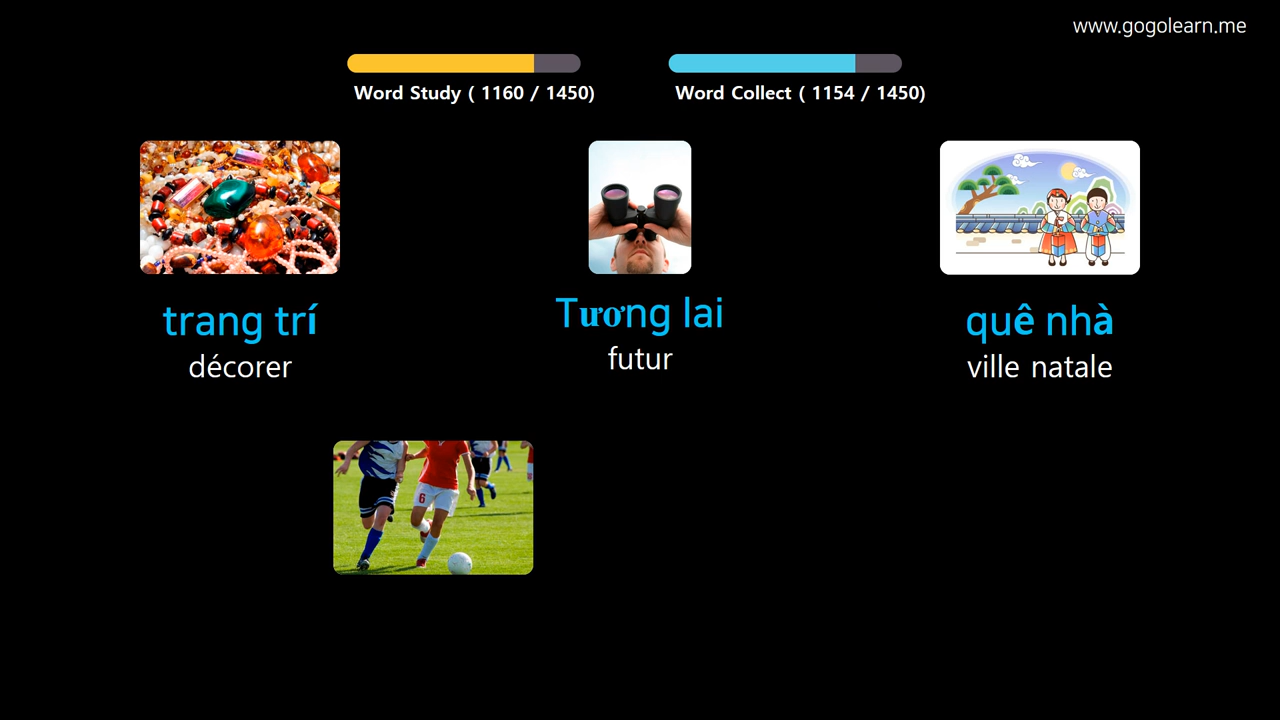 www.gogolearn.me
Word Study ( 1160 / 1450)
Word Collect ( 1154 / 1450)
trang trí
décorer
Tương lai
futur
quê nhà
ville natale
6